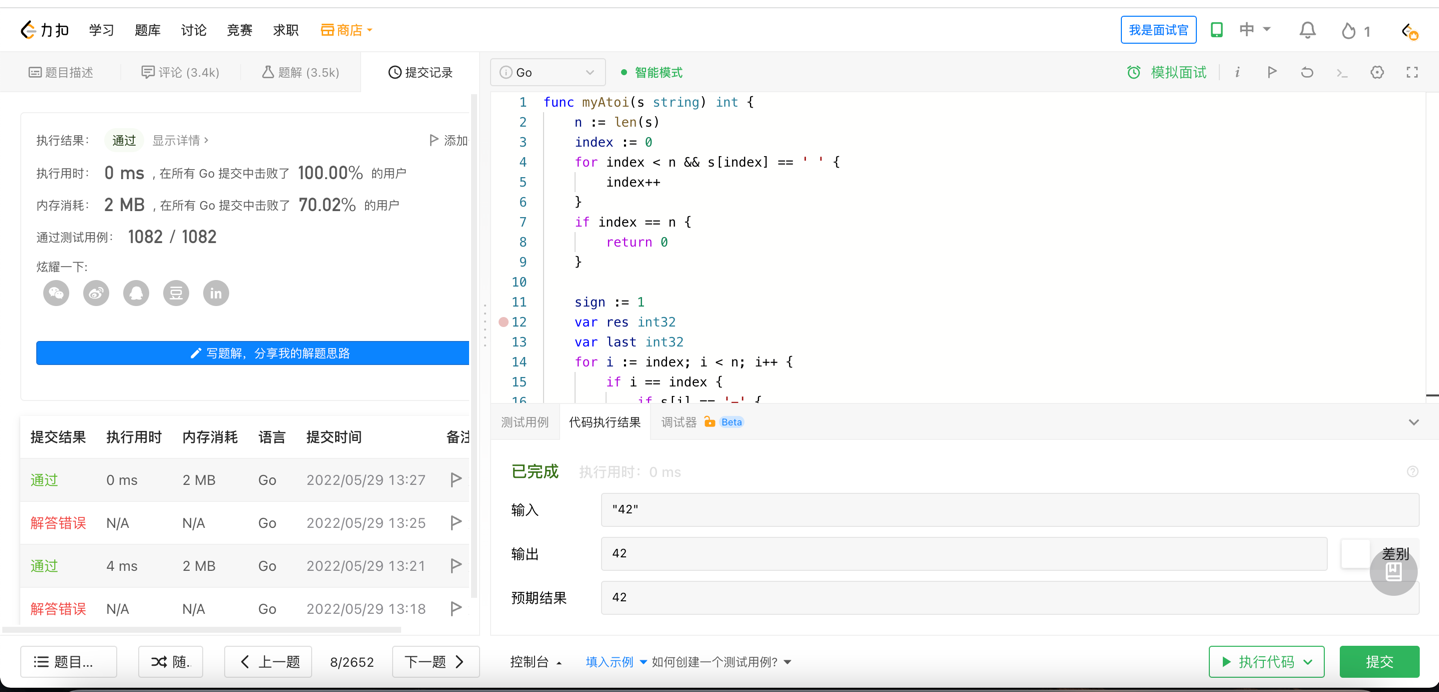 力扣 学习 题库 讨论 竞赛 求职 商店 我是面试官 中 1
题目描述 评论 (3.4k) 题解 (3.5k) 提交记录
执行结果： 通过 显示详情 › 添加
执行用时： 0 ms , 在所有 Go 提交中击败了 100.00% 的用户
内存消耗： 2 MB , 在所有 Go 提交中击败了 70.02% 的用户
通过测试用例： 1082 / 1082
炫耀一下:
豆 in
写题解，分享我的解题思路
提交结果 执行用时 内存消耗 语言 提交时间 备注
通过 0 ms 2 MB Go 2022/05/29 13:27
解答错误 N/A N/A Go 2022/05/29 13:25
通过 4 ms 2 MB Go 2022/05/29 13:21
解答错误 N/A N/A Go 2022/05/29 13:18
题目... 随. 上一题 8/2652 下一题
Go 智能模式 模拟面试 i
1 func myAtoi(s string) int {
2 n := len(s)
3 index := 0
4 for index < n && s[index] == ' ' {
5 index++
6 }
7 if index == n {
8 return 0
9 }
10
11 sign := 1
12 var res int32
13 var last int32
14 for i := index; i < n; i++ {
15 if i == index {
16 if s[i] == '-' {
测试用例 代码执行结果 调试器 Beta
已完成 执行用时：0 ms
输入 "42"
输出 42 差别
预期结果 42
控制台 填入示例 如何创建一个测试用例? 执行代码 提交